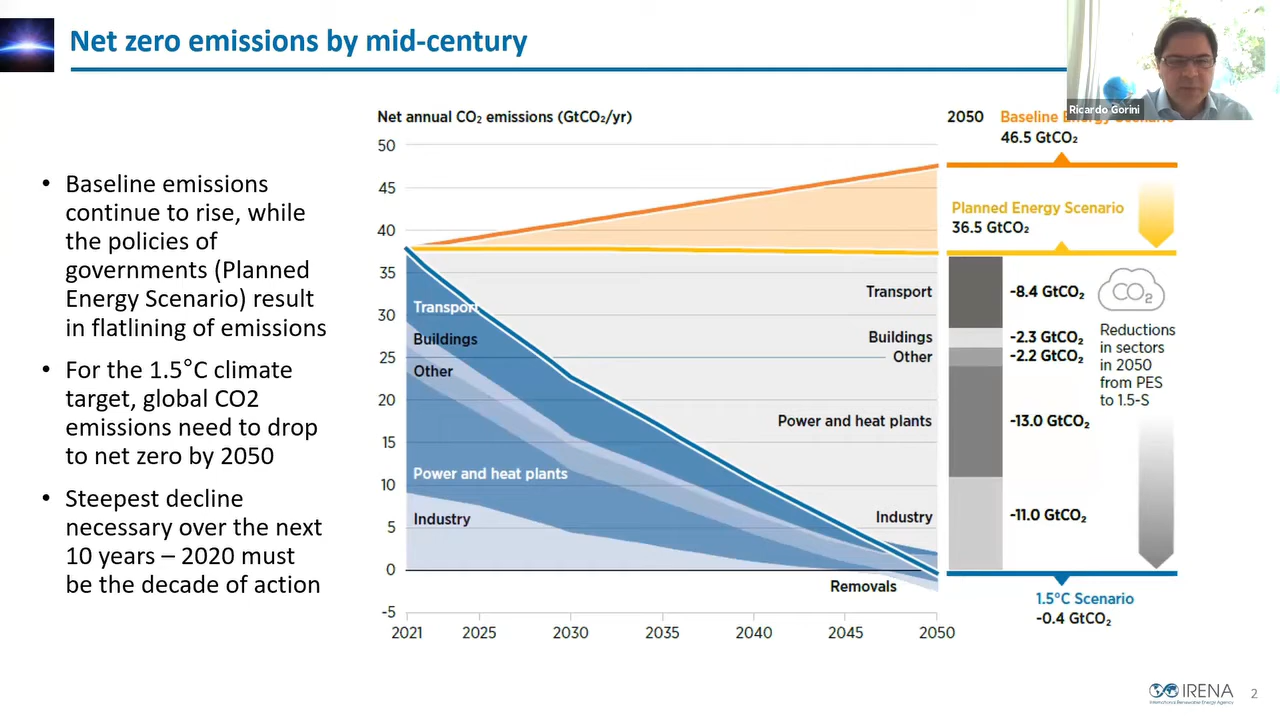 Net zero emissions by mid-century
Ricardo Gorini
• Baseline emissions
continue to rise, while
the policies of
governments (Planned
Energy Scenario) result
in flatlining of emissions
• For the 1.5°C climate
target, global CO2
emissions need to drop
to net zero by 2050
• Steepest decline
necessary over the next
10 years – 2020 must
be the decade of action
Net annual CO₂ emissions (GtCO₂/yr)
50
45
40
35
30
25
20
15
10
5
0
-5
2021
2025
2030
2035
2040
2045
2050
Transport
Buildings
Other
Power and heat plants
Industry
Transport
Buildings
Other
Power and heat plants
Industry
Removals
2050 Baseline Energy Scenario
46.5 GtCO₂
Planned Energy Scenario
36.5 GtCO₂
-8.4 GtCO₂
-2.3 GtCO₂
-2.2 GtCO₂
-13.0 GtCO₂
-11.0 GtCO₂
CO₂
Reductions
in sectors
in 2050
from PES
to 1.5-S
1.5°C Scenario
-0.4 GtCO₂
IRENA
International Renewable Energy Agency
2